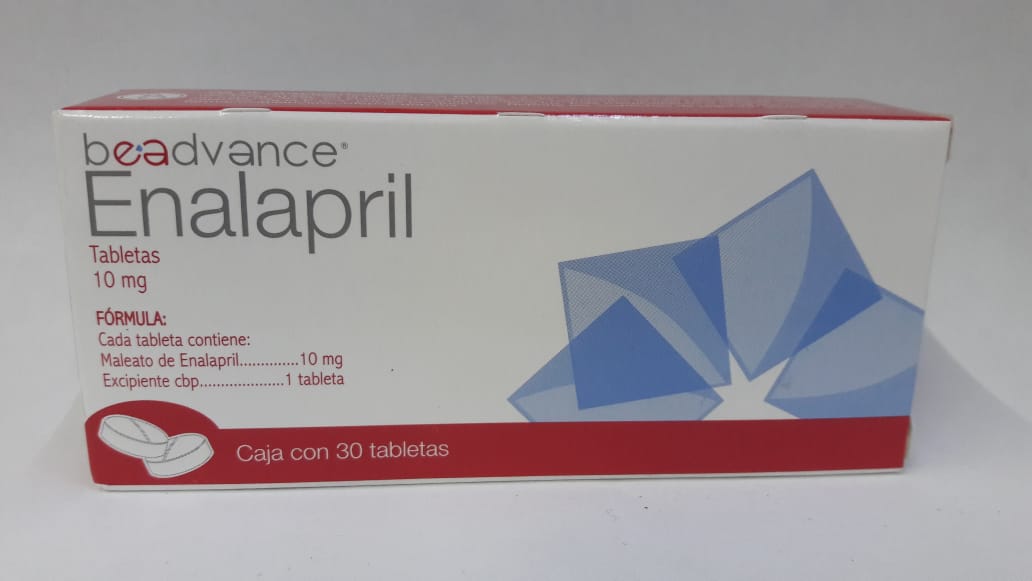 beadvance®
Enalapril
Tabletas
10 mg
FÓRMULA:
Cada tableta contiene:
Maleato de Enalapril..............10 mg
Excipiente cbp....................1 tableta
Caja con 30 tabletas